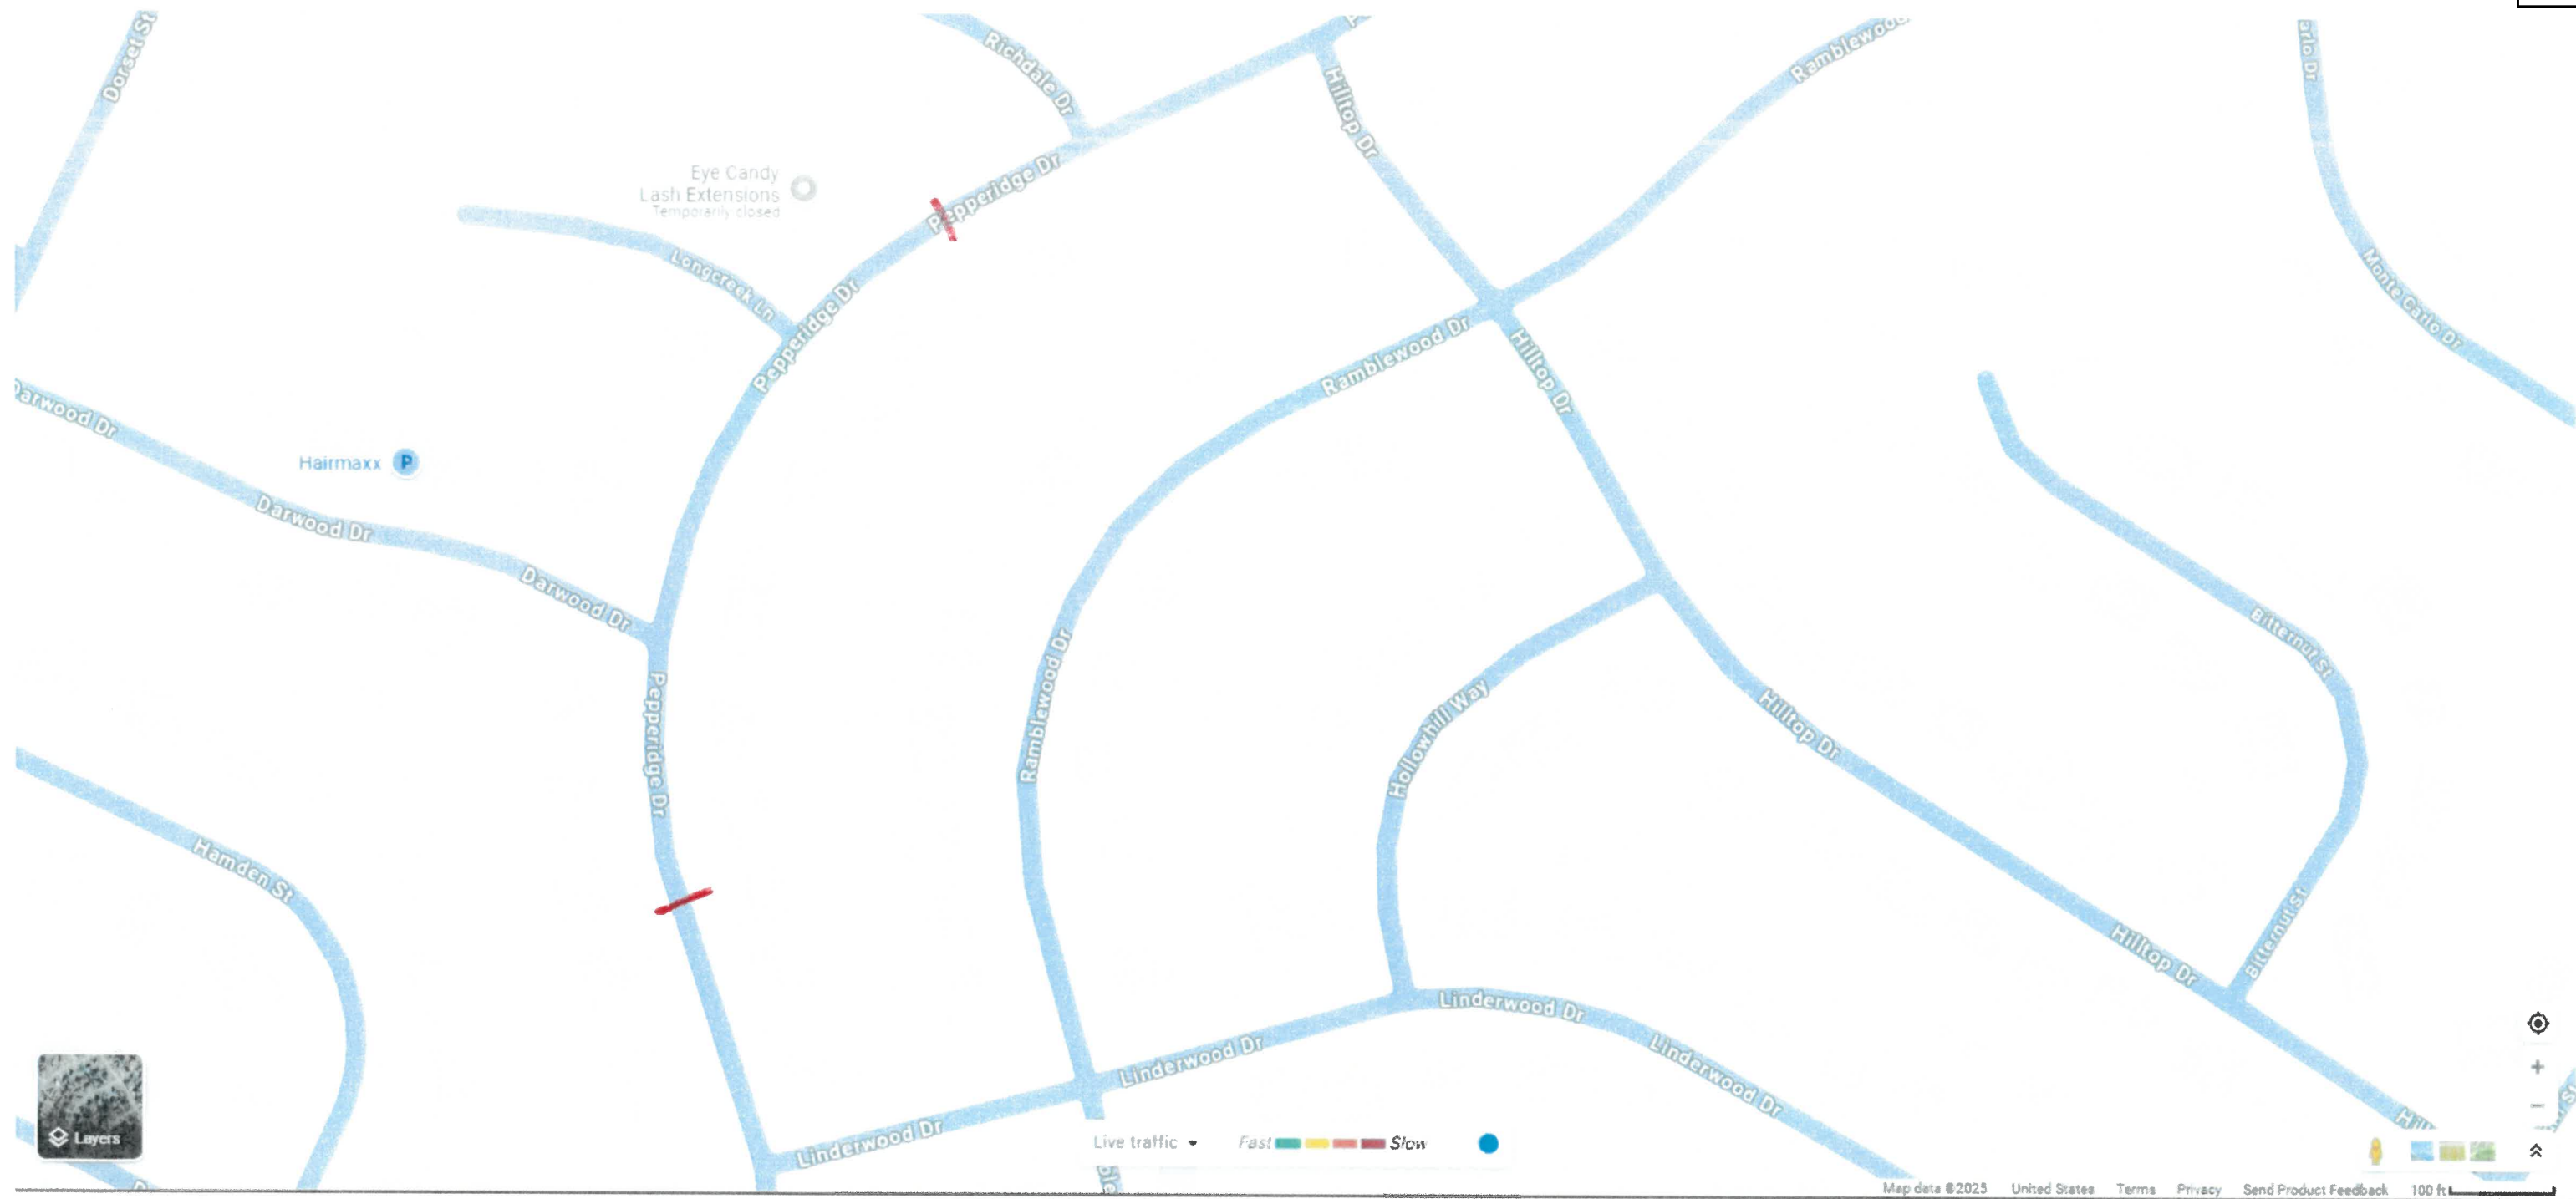 Dorset St
Richdale Dr
Hilltop Dr
Ramblewood
arlo Dr
Eye Candy
Lash Extensions
Temporarily closed
Pepperidge Dr
Longcreek Ln
Pepperidge Dr
Monte Carlo Dr
Ramblewood Dr
Hilltop Dr
Darwood Dr
Hairmaxx P
Darwood Dr
Darwood Dr
Bitternut St
Ramblewood Dr
Pepperidge Dr
Hollowhill Way
Hilltop Dr
Hamden St
Hilltop Dr
Bitternut St
Linderwood Dr
Linderwood Dr
Linderwood Dr
Linderwood Dr
Layers
Live traffic Fast Slow
Map data ©2025 United States Terms Privacy Send Product Feedback 100 ft